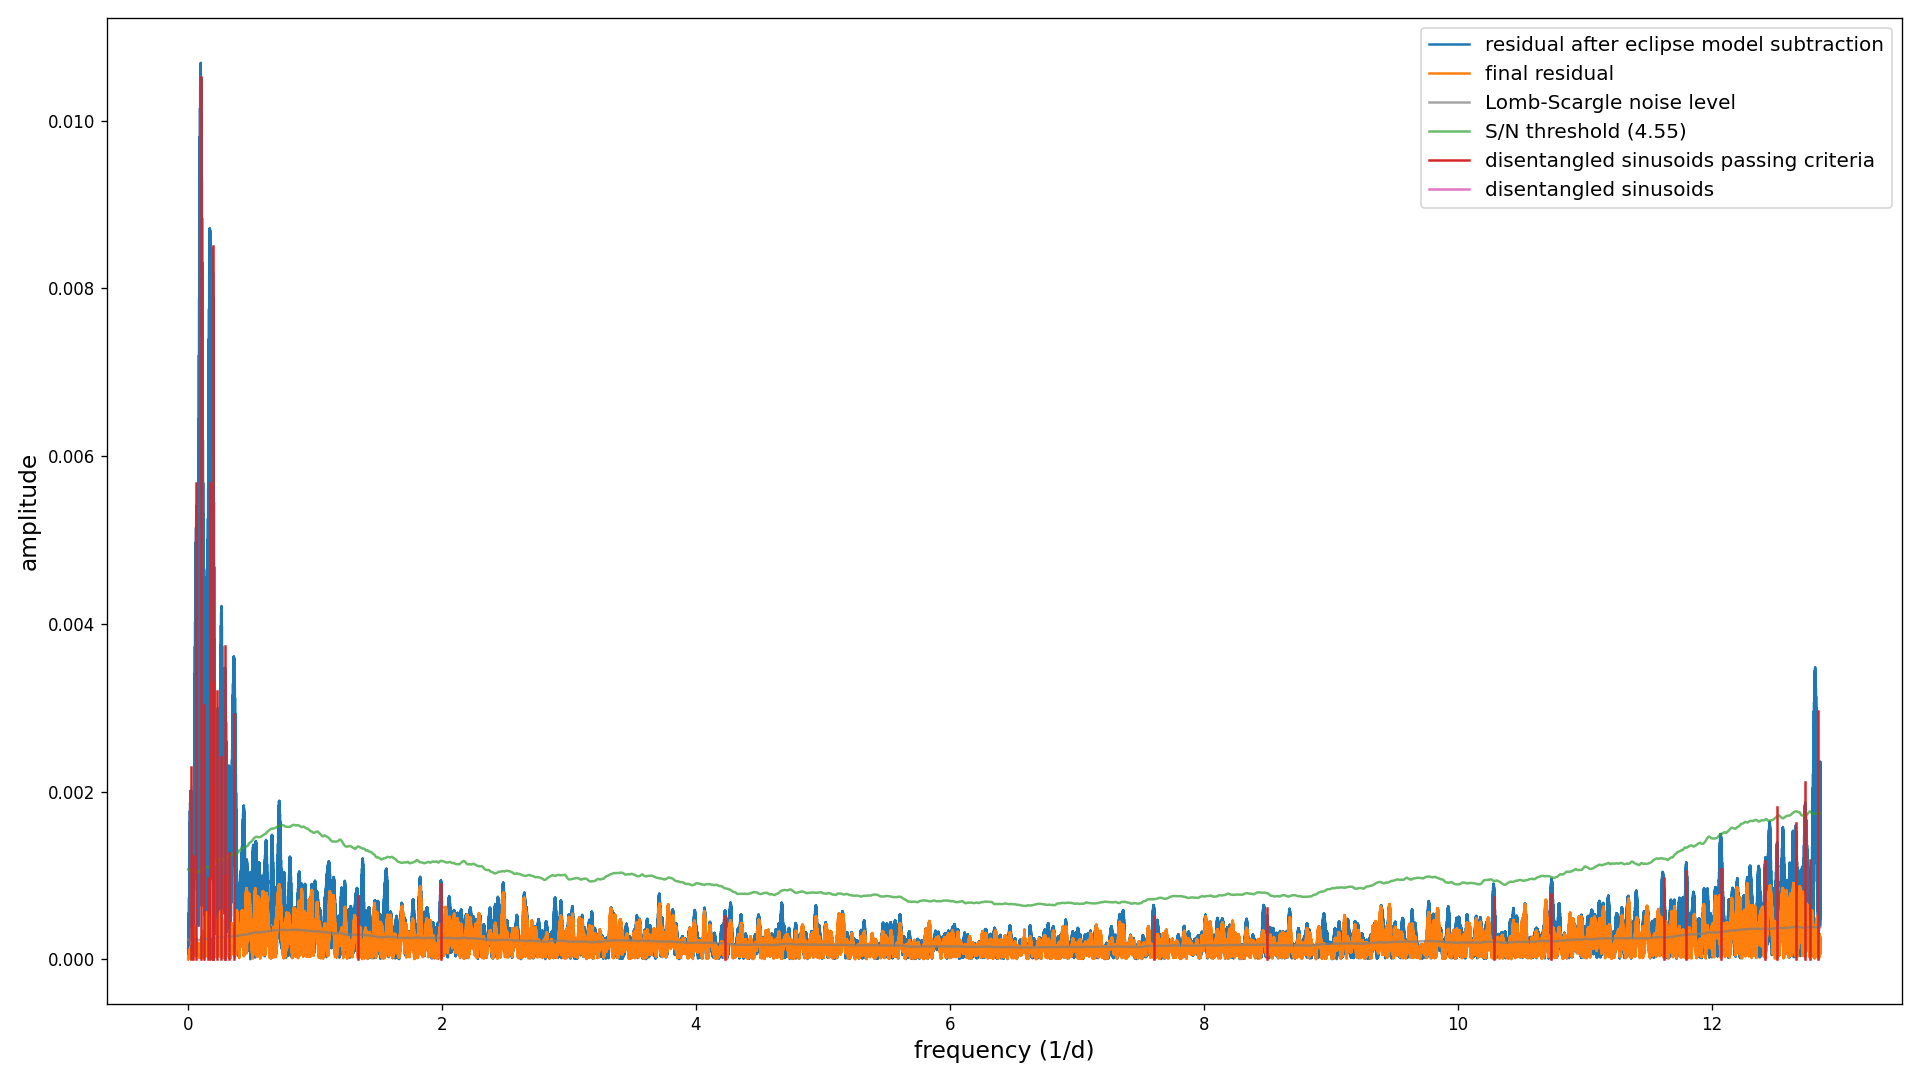 residual after eclipse model subtraction
final residual
Lomb-Scargle noise level
S/N threshold (4.55)
disentangled sinusoids passing criteria
disentangled sinusoids
amplitude
0.010
0.008
0.006
0.004
0.002
0.000
0 2 4 6 8 10 12
frequency (1/d)